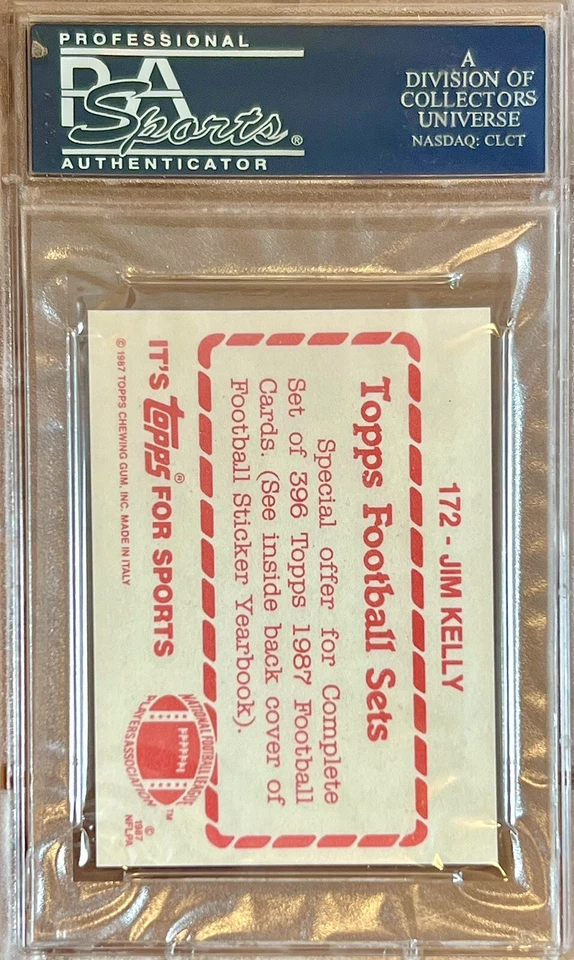 PROFESSIONAL
PSA
Sports®
AUTHENTICATOR
A
DIVISION OF
COLLECTORS
UNIVERSE
NASDAQ: CLCT
172 - JIM KELLY
Topps Football Sets
Special offer for Complete
Set of 396 Topps 1987 Football
Cards. (See inside back cover of
Football Sticker Yearbook).
IT'S topps® FOR SPORTS
© 1987 TOPPS CHEWING GUM, INC. MADE IN ITALY
NATIONAL FOOTBALL LEAGUE
PLAYERS ASSOCIATION
™
©
1987
NFLPA